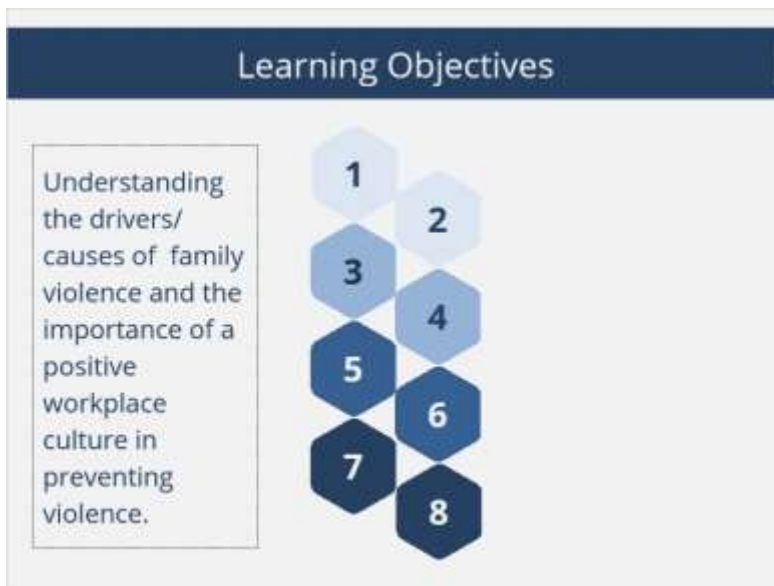 Learning Objectives
Understanding
the drivers/
causes of family
violence and the
importance of a
positive
workplace
culture in
preventing
violence.
1
2
3
4
5
6
7
8